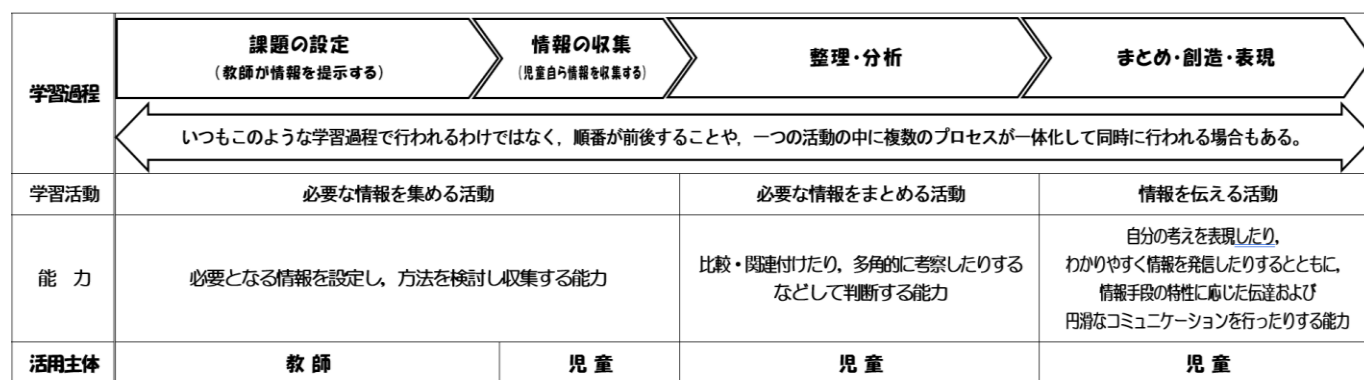 学習過程
課題の設定
(教師が情報を提示する)
情報の収集
(児童自ら情報を収集する)
整理・分析
まとめ・創造・表現
いつもこのような学習過程で行われるわけではなく，順番が前後することや，一つの活動の中に複数のプロセスが一体化して同時に行われる場合もある。
学習活動
必要な情報を集める活動
必要な情報をまとめる活動
情報を伝える活動
能　力
必要となる情報を設定し，方法を検討し収集する能力
比較・関連付けたり，多角的に考察したりする
などして判断する能力
自分の考えを表現したり，
わかりやすく情報を発信したりするとともに，
情報手段の特性に応じた伝達および
円滑なコミュニケーションを行ったりする能力
活用主体
教 師
児 童
児 童
児 童